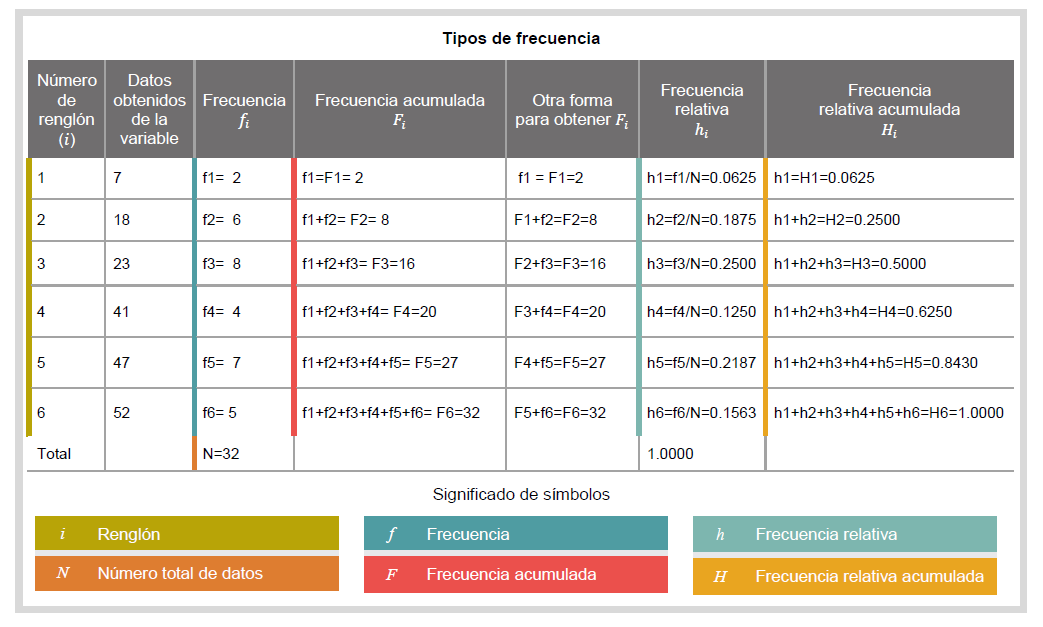 Tipos de frecuencia
Número de renglón (i) Datos obtenidos de la variable Frecuencia fᵢ Frecuencia acumulada Fᵢ Otra forma para obtener Fᵢ Frecuencia relativa hᵢ Frecuencia relativa acumulada Hᵢ
1 7 f1= 2 f1=F1= 2 f1 = F1=2 h1=f1/N=0.0625 h1=H1=0.0625
2 18 f2= 6 f1+f2= F2= 8 F1+f2=F2=8 h2=f2/N=0.1875 h1+h2=H2=0.2500
3 23 f3= 8 f1+f2+f3= F3=16 F2+f3=F3=16 h3=f3/N=0.2500 h1+h2+h3=H3=0.5000
4 41 f4= 4 f1+f2+f3+f4= F4=20 F3+f4=F4=20 h4=f4/N=0.1250 h1+h2+h3+h4=H4=0.6250
5 47 f5= 7 f1+f2+f3+f4+f5= F5=27 F4+f5=F5=27 h5=f5/N=0.2187 h1+h2+h3+h4+h5=H5=0.8430
6 52 f6= 5 f1+f2+f3+f4+f5+f6= F6=32 F5+f6=F6=32 h6=f6/N=0.1563 h1+h2+h3+h4+h5+h6=H6=1.0000
Total N=32 1.0000
Significado de símbolos
i Renglón f Frecuencia h Frecuencia relativa
N Número total de datos F Frecuencia acumulada H Frecuencia relativa acumulada